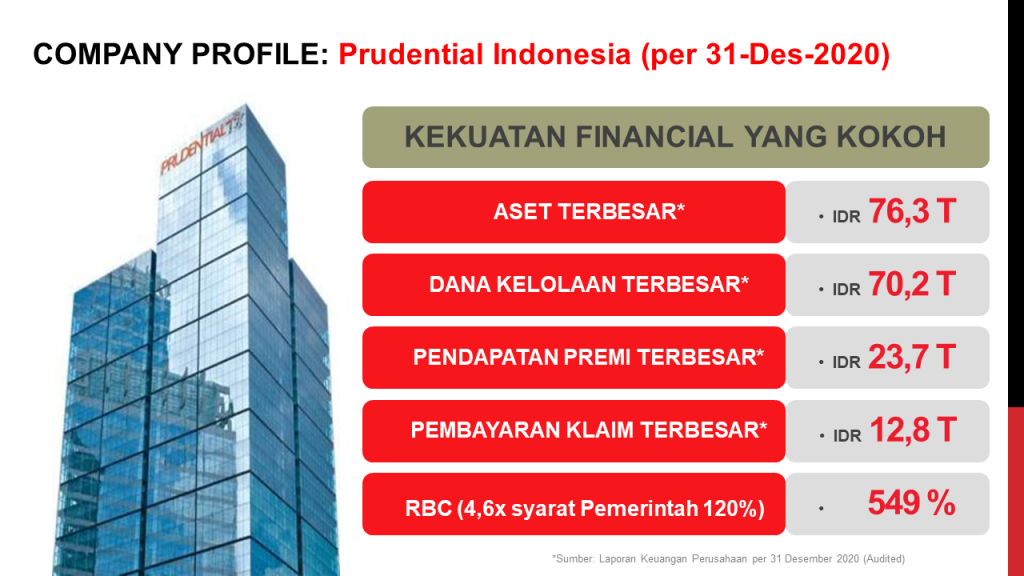 COMPANY PROFILE: Prudential Indonesia (per 31-Des-2020)
PRUDENTIAL
KEKUATAN FINANCIAL YANG KOKOH
ASET TERBESAR*
• IDR 76,3 T
DANA KELOLAAN TERBESAR*
• IDR 70,2 T
PENDAPATAN PREMI TERBESAR*
• IDR 23,7 T
PEMBAYARAN KLAIM TERBESAR*
• IDR 12,8 T
RBC (4,6x syarat Pemerintah 120%)
• 549 %
*Sumber: Laporan Keuangan Perusahaan per 31 Desember 2020 (Audited)